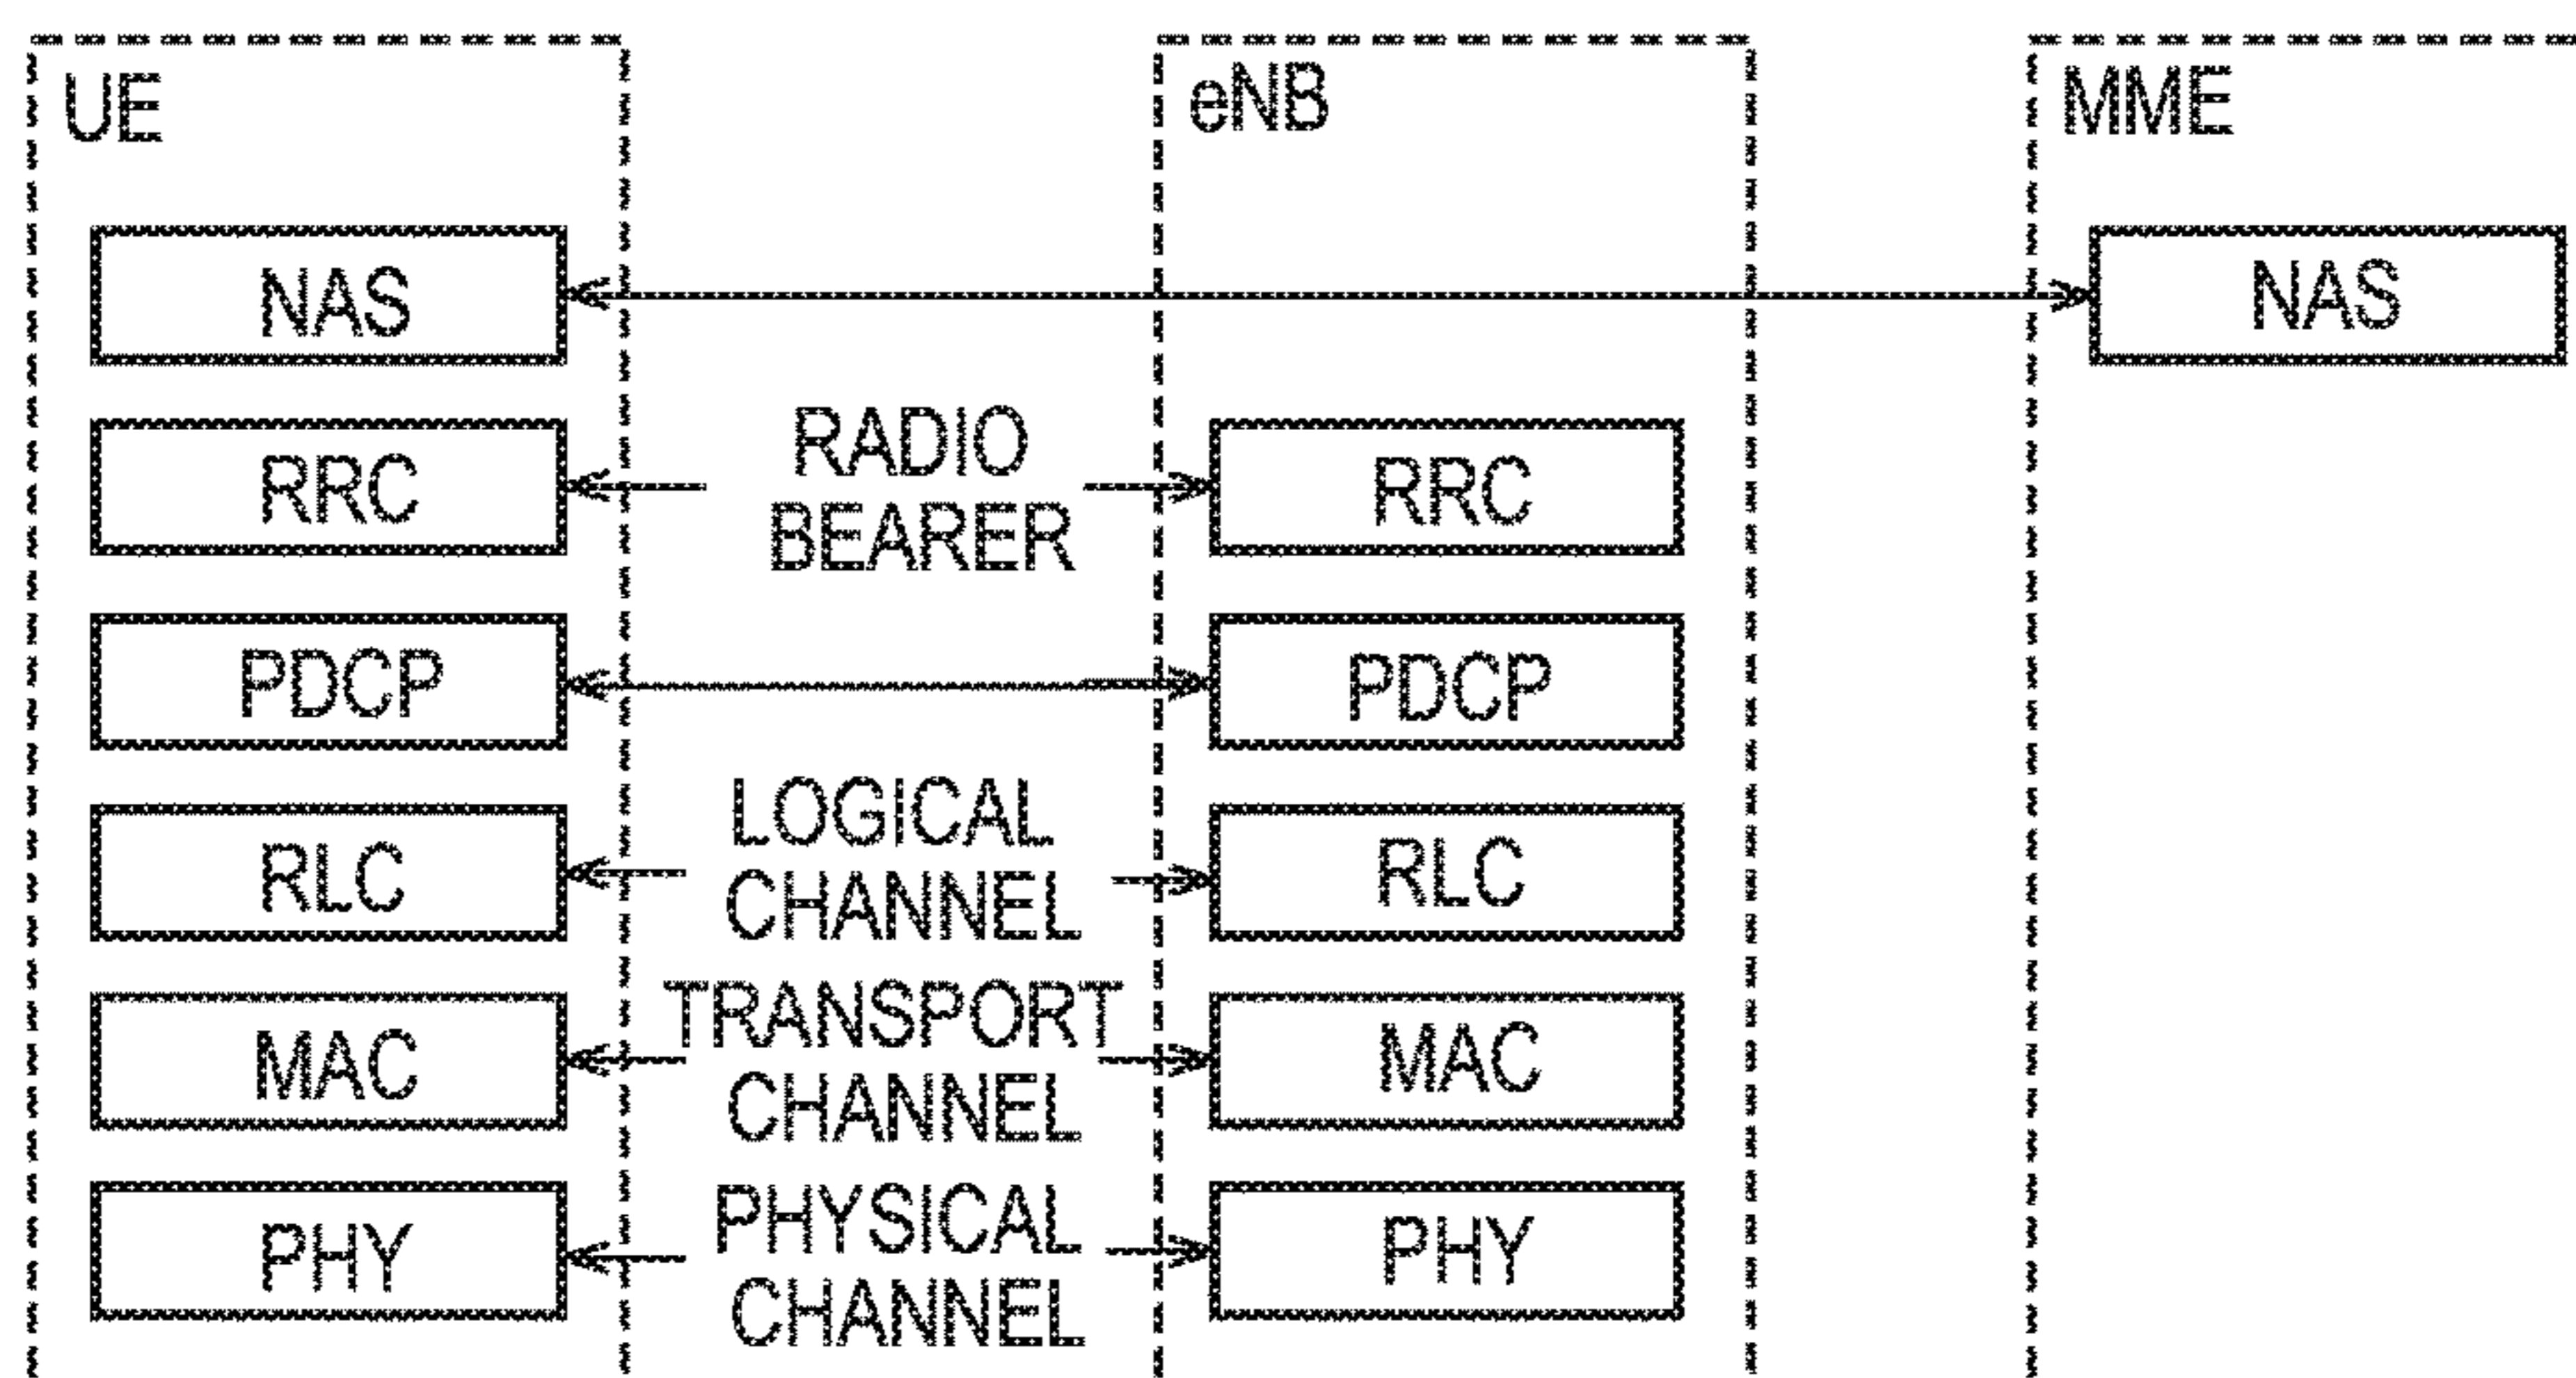 UE
eNB
MME
NAS
NAS
RRC
RADIO
BEARER
RRC
PDCP
PDCP
RLC
LOGICAL
CHANNEL
RLC
MAC
TRANSPORT
CHANNEL
MAC
PHY
PHYSICAL
CHANNEL
PHY